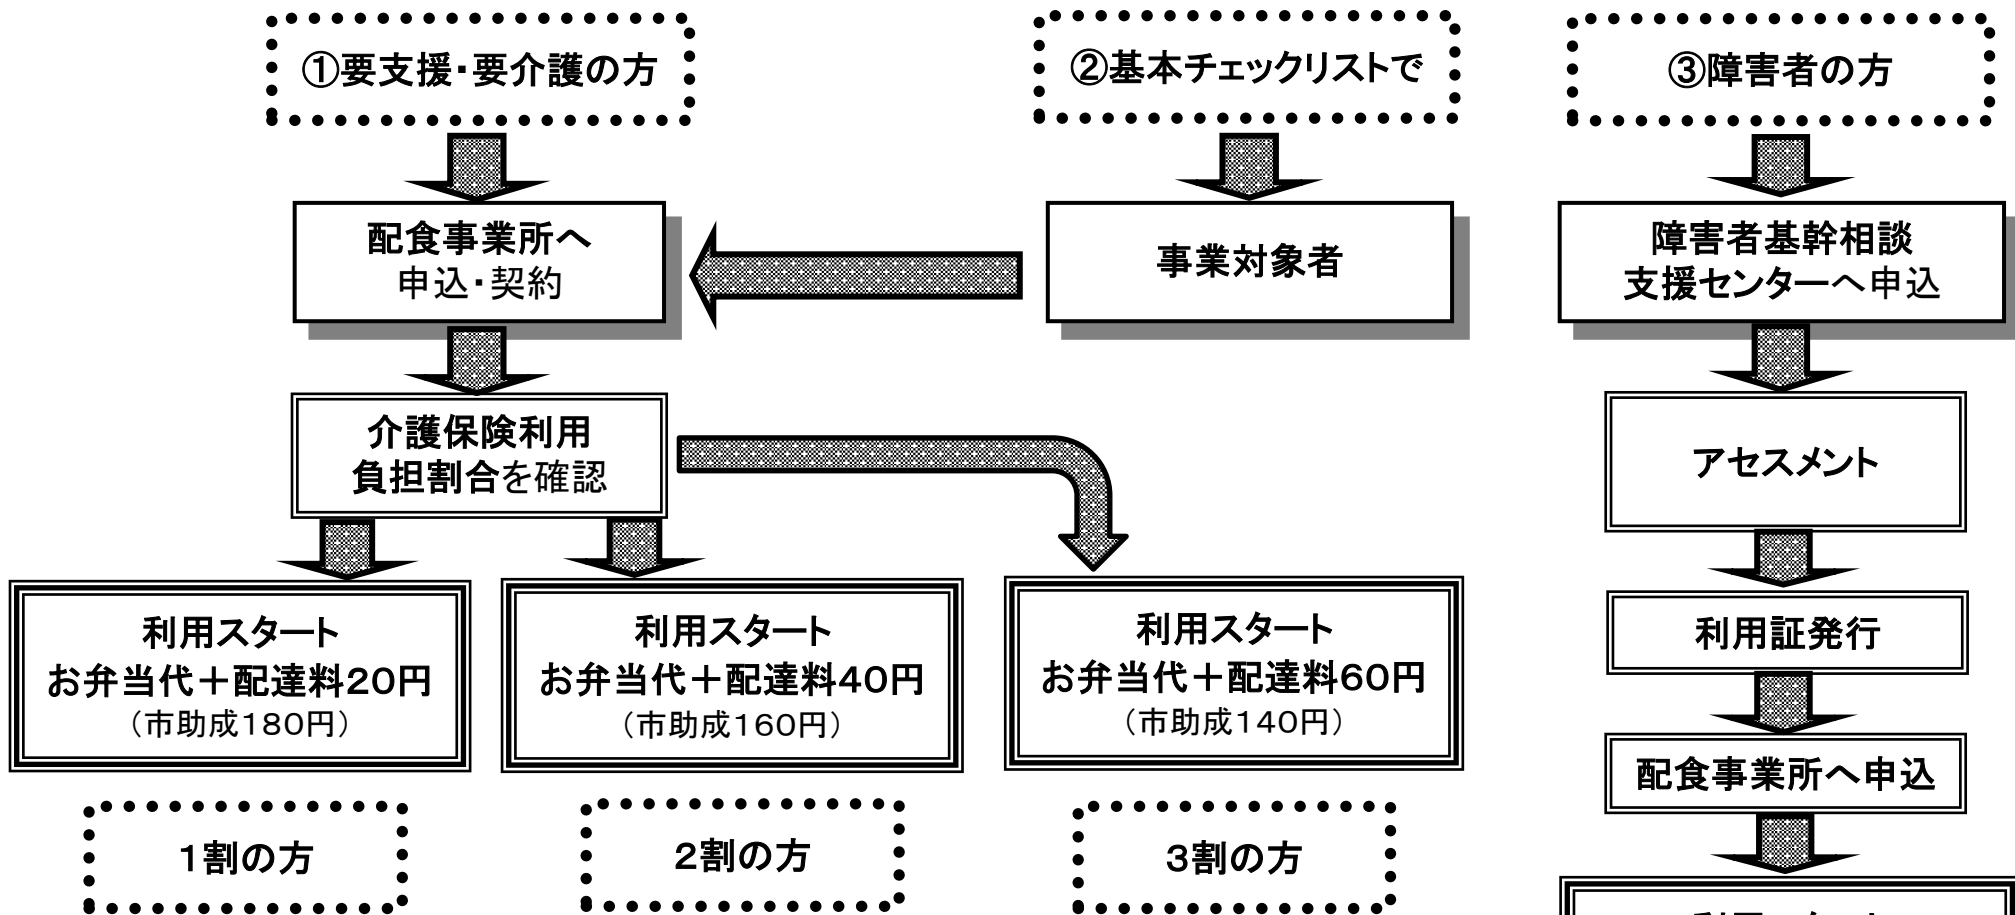 ①要支援・要介護の方
②基本チェックリストで
③障害者の方
配食事業所へ
申込・契約
事業対象者
障害者基幹相談
支援センターへ申込
介護保険利用
負担割合を確認
アセスメント
利用スタート
お弁当代＋配達料20円
（市助成180円）
利用スタート
お弁当代＋配達料40円
（市助成160円）
利用スタート
お弁当代＋配達料60円
（市助成140円）
利用証発行
配食事業所へ申込
1割の方
2割の方
3割の方